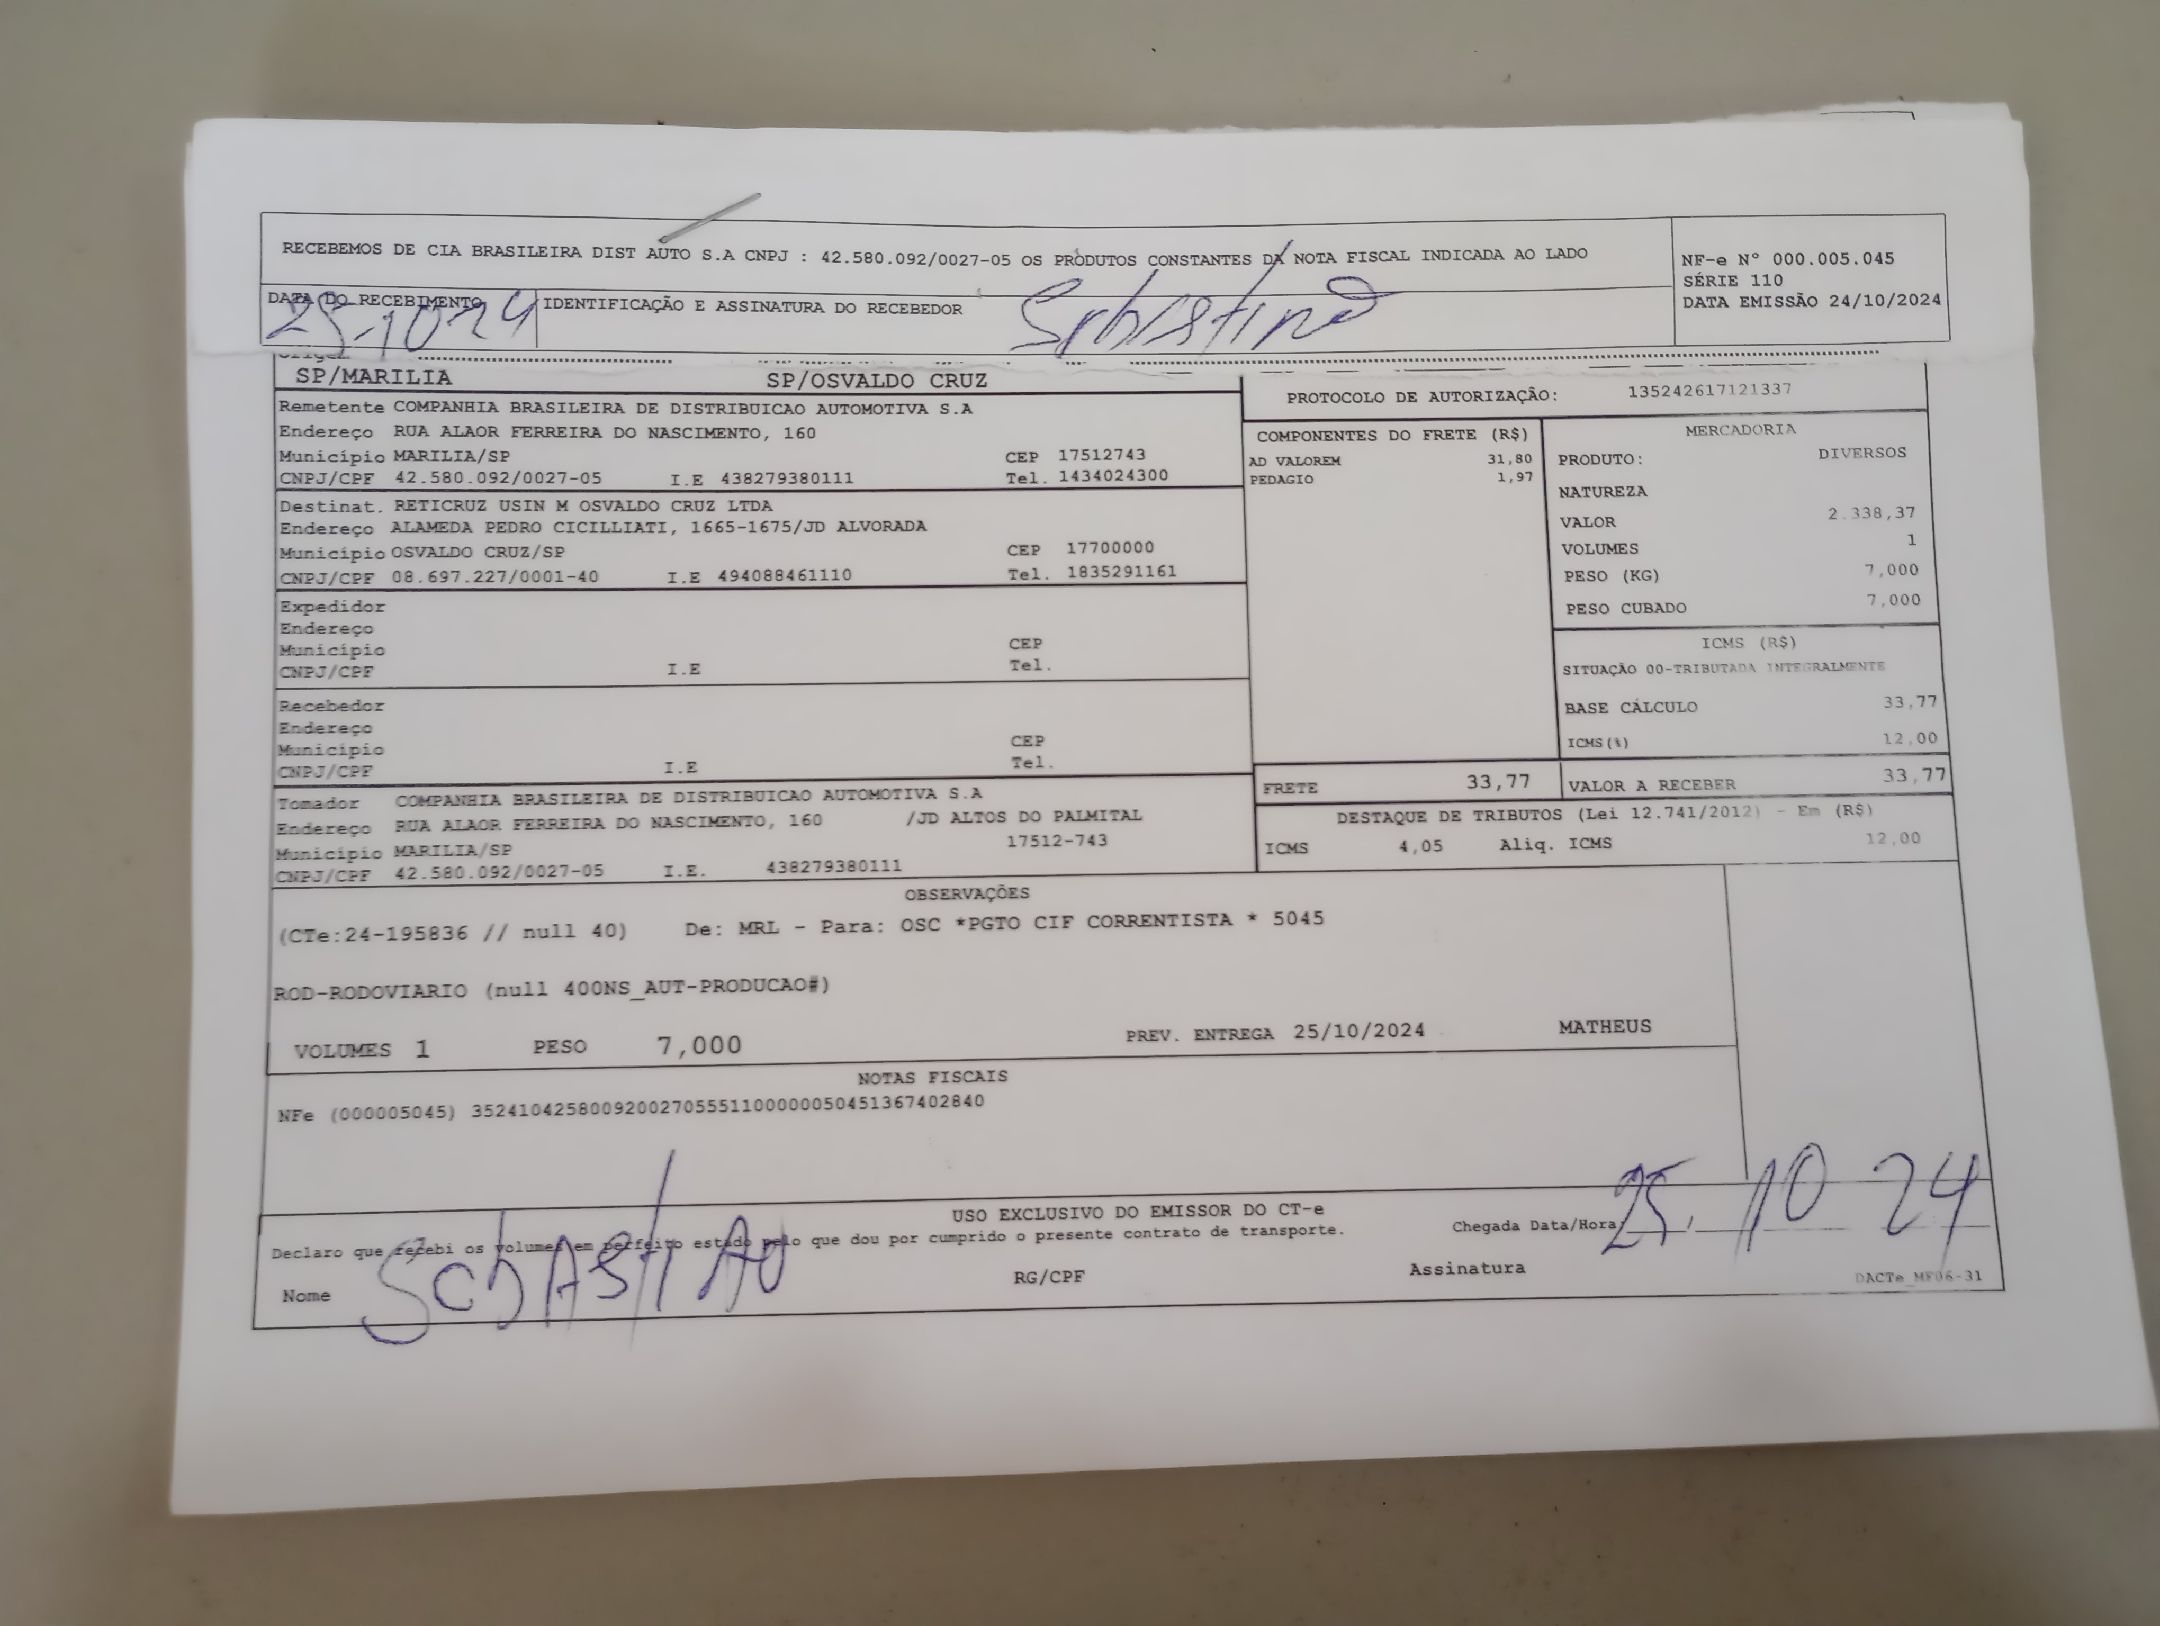 RECEBEMOS DE CIA BRASILEIRA DIST AUTO S.A CNPJ : 42.580.092/0027-05 OS PRODUTOS CONSTANTES DA NOTA FISCAL INDICADA AO LADO
NF-e Nº 000.005.045
SÉRIE 110
DATA EMISSÃO 24/10/2024
DATA DO RECEBIMENTO
25-10 24
IDENTIFICAÇÃO E ASSINATURA DO RECEBEDOR
SP/MARILIA SP/OSVALDO CRUZ
Remetente COMPANHIA BRASILEIRA DE DISTRIBUICAO AUTOMOTIVA S.A
Endereço RUA ALAOR FERREIRA DO NASCIMENTO, 160
Município MARILIA/SP CEP 17512743
CNPJ/CPF 42.580.092/0027-05 I.E 438279380111 Tel. 1434024300
Destinat. RETICRUZ USIN M OSVALDO CRUZ LTDA
Endereço ALAMEDA PEDRO CICILLIATI, 1665-1675/JD ALVORADA
Município OSVALDO CRUZ/SP CEP 17700000
CNPJ/CPF 08.697.227/0001-40 I.E 494088461110 Tel. 1835291161
Expedidor
Endereço
Município CEP
CNPJ/CPF I.E Tel.
Recebedor
Endereço
Município CEP
CNPJ/CPF I.E Tel.
Tomador COMPANHIA BRASILEIRA DE DISTRIBUICAO AUTOMOTIVA S.A
Endereço RUA ALAOR FERREIRA DO NASCIMENTO, 160 /JD ALTOS DO PALMITAL
Município MARILIA/SP 17512-743
CNPJ/CPF 42.580.092/0027-05 I.E. 438279380111
PROTOCOLO DE AUTORIZAÇÃO: 135242617121337
COMPONENTES DO FRETE (R$)
AD VALOREM 31,80
PEDAGIO 1,97
MERCADORIA
PRODUTO: DIVERSOS
NATUREZA
VALOR 2.338,37
VOLUMES 1
PESO (KG) 7,000
PESO CUBADO 7,000
ICMS (R$)
SITUAÇÃO 00-TRIBUTADA INTEGRALMENTE
BASE CÁLCULO 33,77
ICMS(%) 12,00
FRETE 33,77 VALOR A RECEBER 33,77
DESTAQUE DE TRIBUTOS (Lei 12.741/2012) - Em (R$)
ICMS 4,05 Aliq. ICMS 12,00
OBSERVAÇÕES
(CTe:24-195836 // null 40) De: MRL - Para: OSC *PGTO CIF CORRENTISTA * 5045
ROD-RODOVIARIO (null 400NS_AUT-PRODUCAO#)
VOLUMES 1 PESO 7,000 PREV. ENTREGA 25/10/2024 MATHEUS
NOTAS FISCAIS
NFe (000005045) 35241042580092002705551100000050451367402840
USO EXCLUSIVO DO EMISSOR DO CT-e
Declaro que recebi os volumes em perfeito estado pelo que dou por cumprido o presente contrato de transporte.
Chegada Data/Hora 25. 10 24
Nome SebASTIAO RG/CPF Assinatura
DACTe_MF06-31